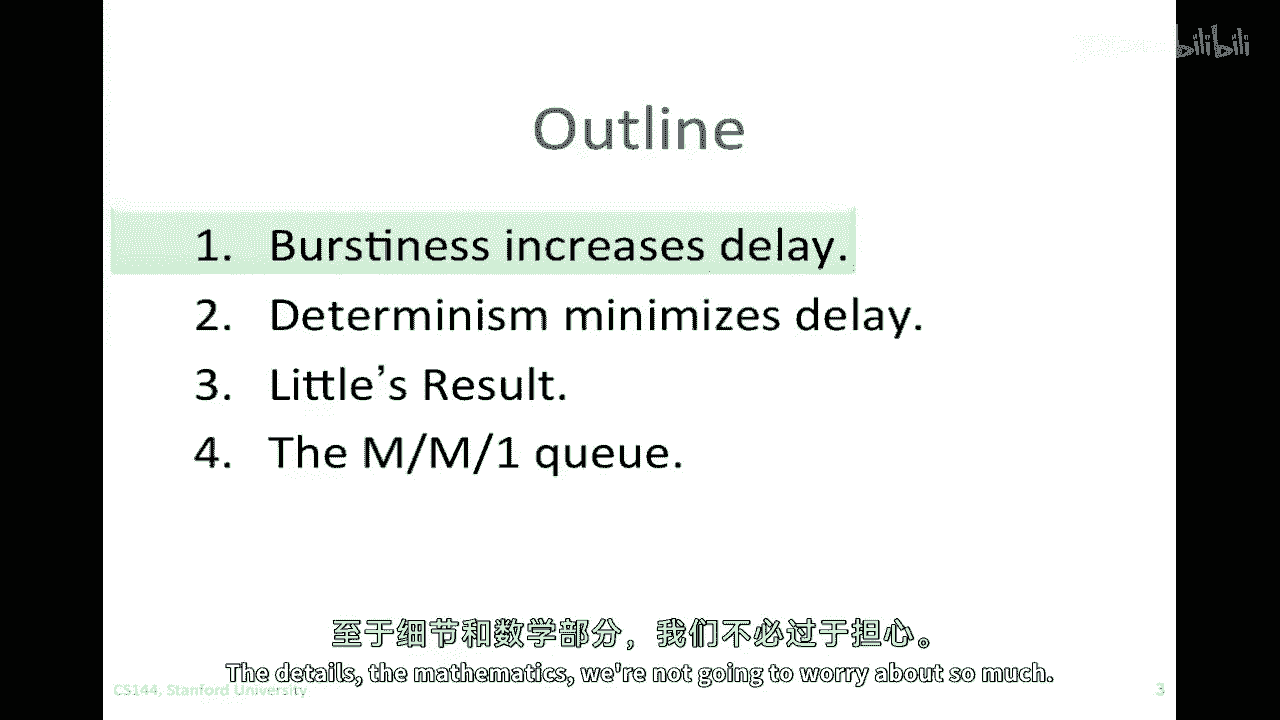 bilibili
Outline
1. Burstiness increases delay.
2. Determinism minimizes delay.
3. Little’s Result.
4. The M/M/1 queue.
至于细节和数学部分，我们不必过于担心。
The details, the mathematics, we're not going to worry about so much.
CS144, Stanford University
3